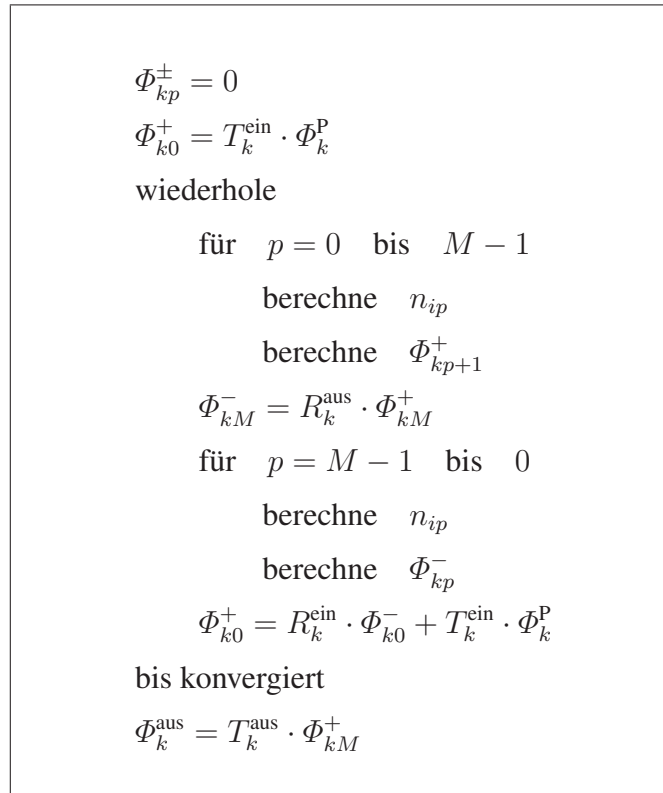 Φ±kp = 0
Φ+k0 = Teink · ΦPk
wiederhole
für p = 0 bis M − 1
berechne nip
berechne Φ+kp+1
Φ−kM = Rausk · Φ+kM
für p = M − 1 bis 0
berechne nip
berechne Φ−kp
Φ+k0 = Reink · Φ−k0 + Teink · ΦPk
bis konvergiert
Φausk = Tausk · Φ+kM